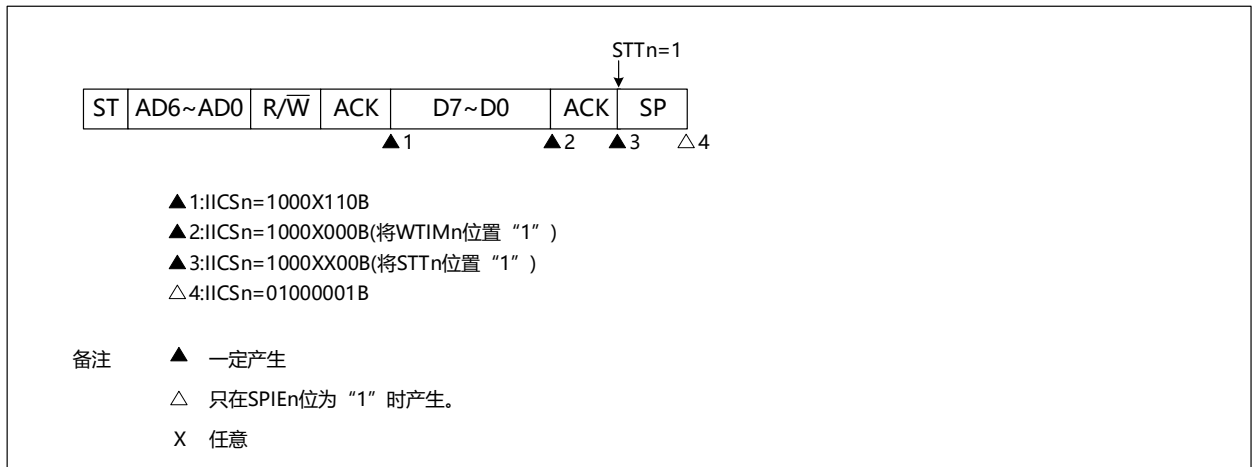 STTn=1
ST AD6~AD0 R/W̅ ACK D7~D0 ACK SP
▲1 ▲2 ▲3 △4
▲1:IICSn=1000X110B
▲2:IICSn=1000X000B(将WTIMn位置“1”)
▲3:IICSn=1000XX00B(将STTn位置“1”)
△4:IICSn=01000001B
备注 ▲ 一定产生
△ 只在SPIEn位为“1”时产生。
X 任意